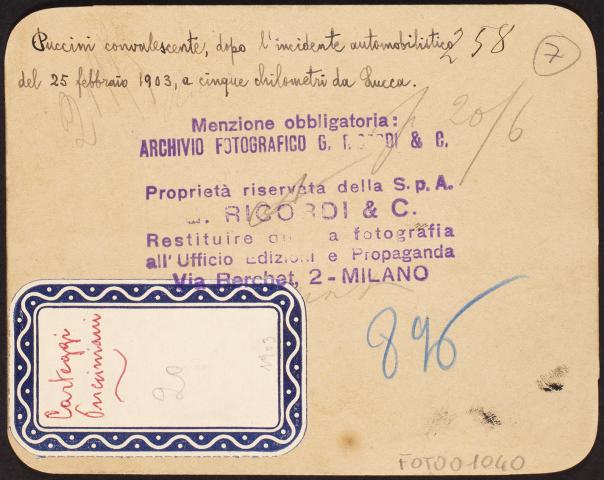 Puccini convalescente, dopo l'incidente automobilistico 258
del 25 febbraio 1903, a cinque chilometri da Lucca.
7
20/6
Menzione obbligatoria:
ARCHIVIO FOTOGRAFICO G. RICORDI & C.
Proprietà riservata della S.p.A.
G. RICORDI & C.
Restituire questa fotografia
all'Ufficio Edizioni e Propaganda
Via Berchet, 2 - MILANO
896
Carteggi
Pucciniani
20
1903
FOTO01040